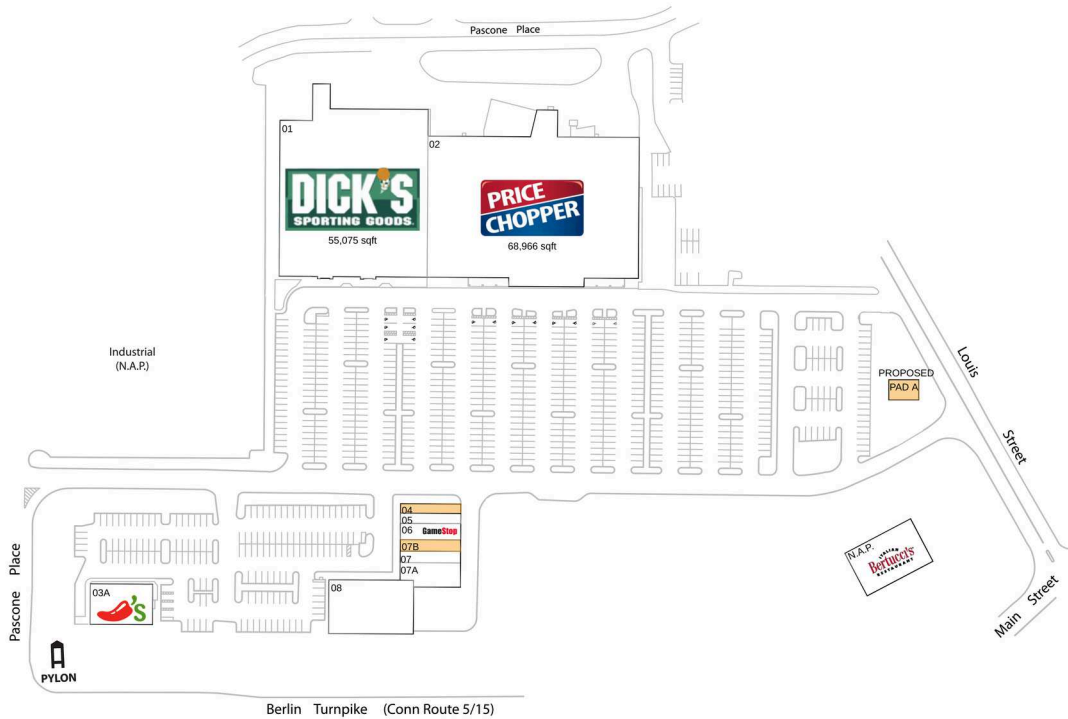 Pascone Place
01
02
DICK'S
SPORTING GOODS
55,075 sqft
PRICE
CHOPPER
68,966 sqft
Industrial
(N.A.P.)
PROPOSED
PAD A
Louis Street
04
05
06 GameStop
07B
07
07A
08
03A
'S
N.A.P.
ITALIAN
Bertucci's
RESTAURANT
Main Street
Pascone Place
PYLON
Berlin Turnpike (Conn Route 5/15)